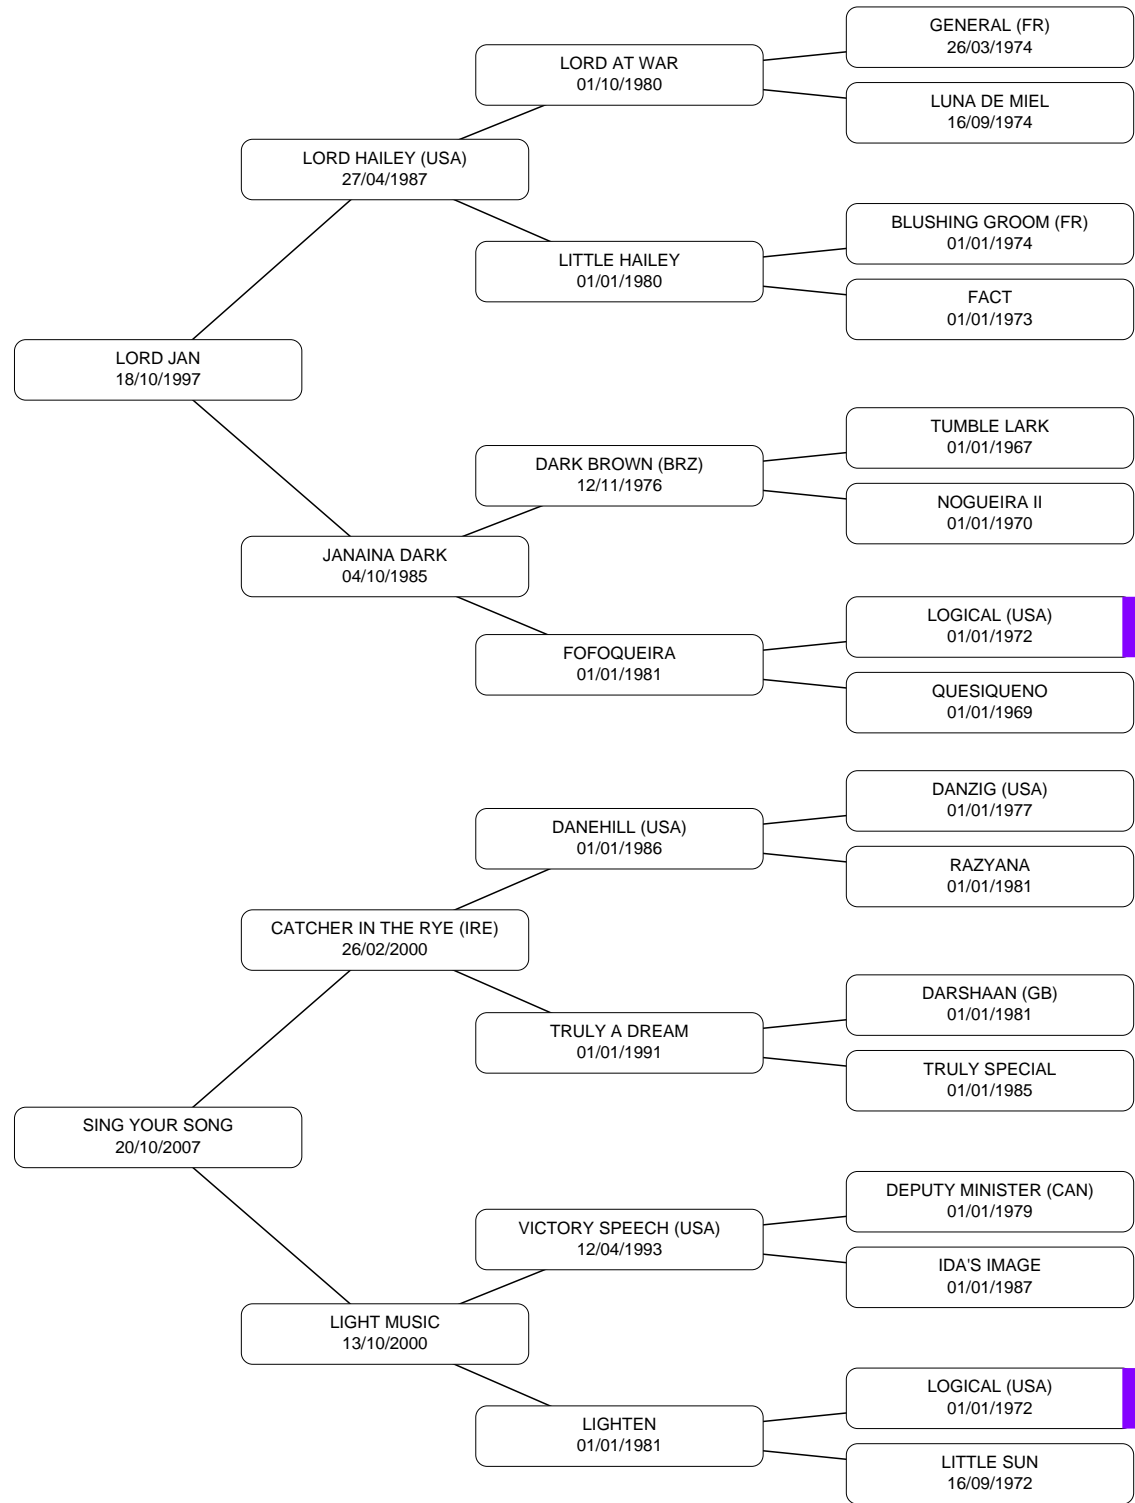 GENERAL (FR)
26/03/1974
LORD AT WAR
01/10/1980
LUNA DE MIEL
16/09/1974
LORD HAILEY (USA)
27/04/1987
BLUSHING GROOM (FR)
01/01/1974
LITTLE HAILEY
01/01/1980
FACT
01/01/1973
LORD JAN
18/10/1997
TUMBLE LARK
01/01/1967
DARK BROWN (BRZ)
12/11/1976
NOGUEIRA II
01/01/1970
JANAINA DARK
04/10/1985
LOGICAL (USA)
01/01/1972
FOFOQUEIRA
01/01/1981
QUESIQUENO
01/01/1969
DANZIG (USA)
01/01/1977
DANEHILL (USA)
01/01/1986
RAZYANA
01/01/1981
CATCHER IN THE RYE (IRE)
26/02/2000
DARSHAAN (GB)
01/01/1981
TRULY A DREAM
01/01/1991
TRULY SPECIAL
01/01/1985
SING YOUR SONG
20/10/2007
DEPUTY MINISTER (CAN)
01/01/1979
VICTORY SPEECH (USA)
12/04/1993
IDA'S IMAGE
01/01/1987
LIGHT MUSIC
13/10/2000
LOGICAL (USA)
01/01/1972
LIGHTEN
01/01/1981
LITTLE SUN
16/09/1972